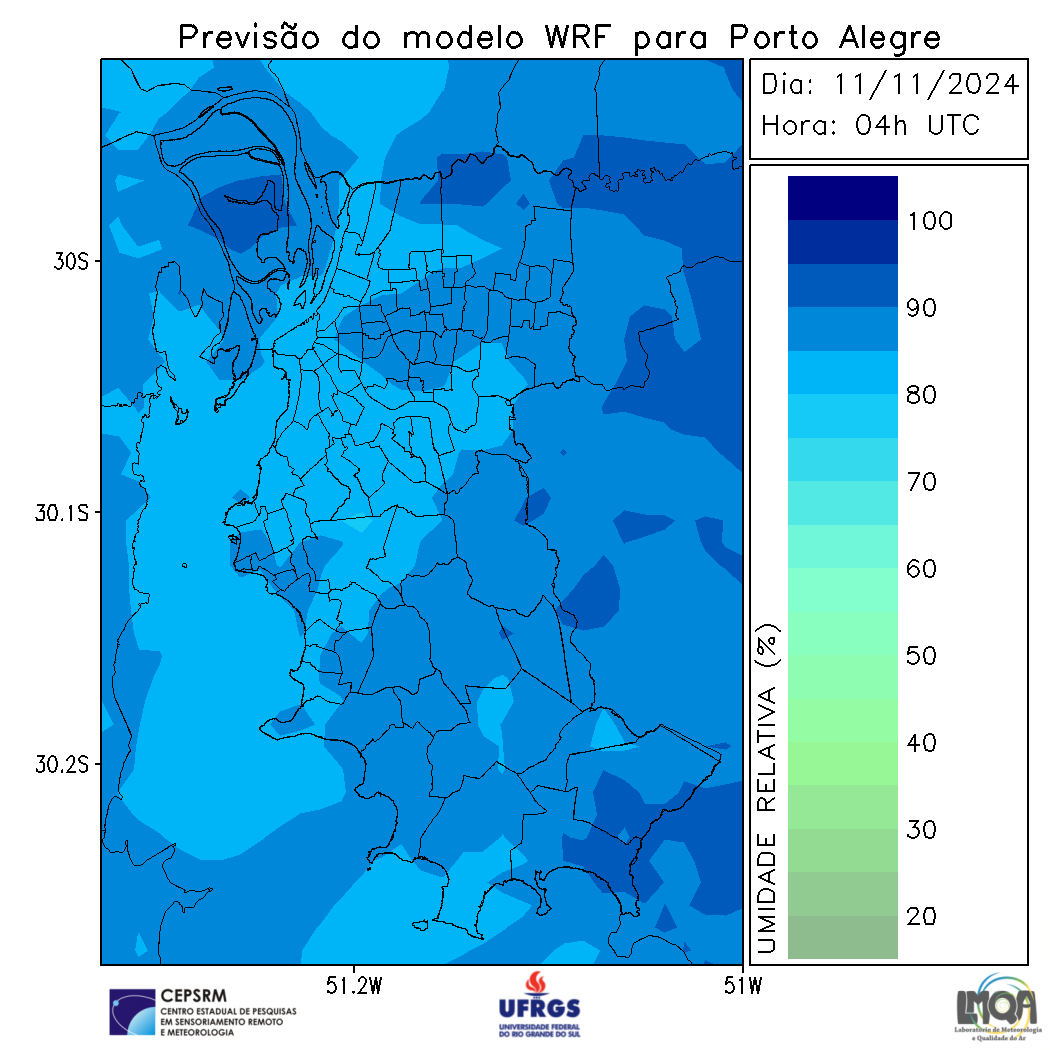 Previsão do modelo WRF para Porto Alegre
Dia: 11/11/2024
Hora: 04h UTC
30S
30.1S
30.2S
51.2W
51W
100
90
80
70
60
50
40
30
20
UMIDADE RELATIVA (%)
CEPSRM
CENTRO ESTADUAL DE PESQUISAS
EM SENSORIAMENTO REMOTO
E METEOROLOGIA
UFRGS
UNIVERSIDADE FEDERAL
DO RIO GRANDE DO SUL
LMQA
Laboratório de Meteorologia
e Qualidade do Ar